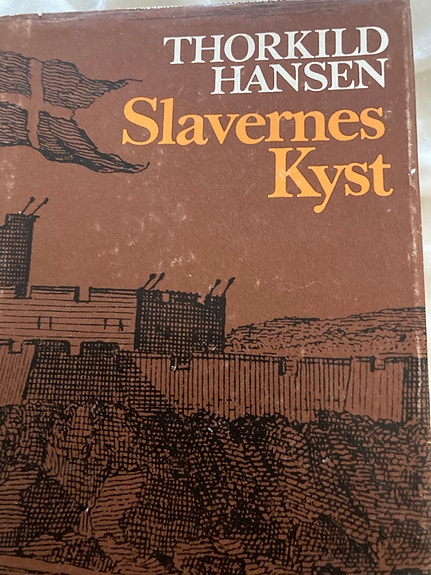 THORKILD
HANSEN
Slavernes
Kyst